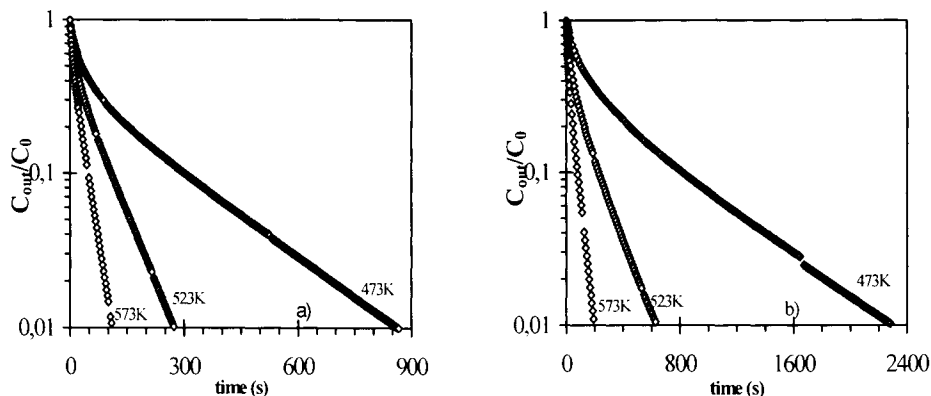 1
0,1
0,01
C_out/C_0
473K
523K
573K
a)
0 300 600 900
time (s)
1
0,1
0,01
C_out/C_0
473K
523K
573K
b)
0 800 1600 2400
time (s)